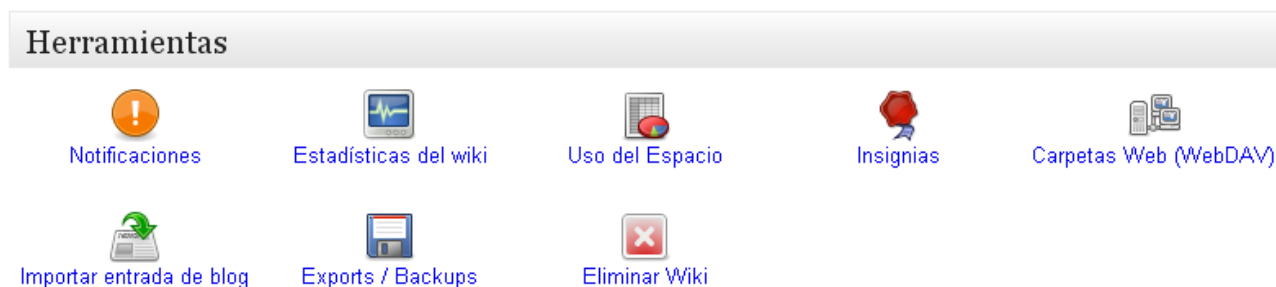 Herramientas
Notificaciones
Estadísticas del wiki
Uso del Espacio
Insignias
Carpetas Web (WebDAV)
Importar entrada de blog
Exports / Backups
Eliminar Wiki